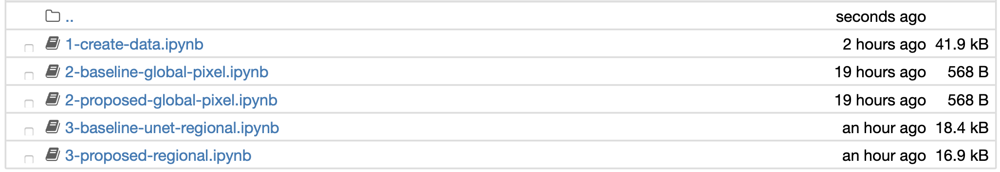 .. seconds ago
1-create-data.ipynb 2 hours ago 41.9 kB
2-baseline-global-pixel.ipynb 19 hours ago 568 B
2-proposed-global-pixel.ipynb 19 hours ago 568 B
3-baseline-unet-regional.ipynb an hour ago 18.4 kB
3-proposed-regional.ipynb an hour ago 16.9 kB